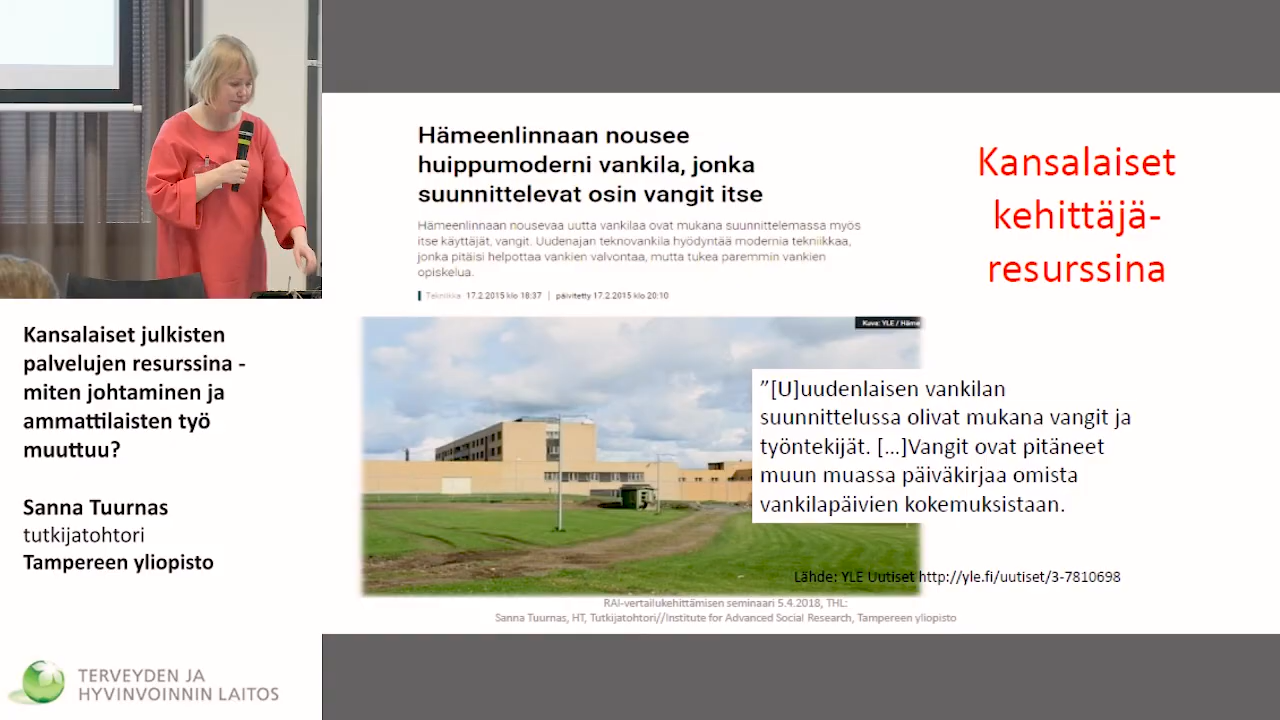 Hämeenlinnaan nousee
huippumoderni vankila, jonka
suunnittelevat osin vangit itse
Hämeenlinnaan nousevaa uutta vankilaa ovat mukana suunnittelemassa myös
itse käyttäjät, vangit. Uudenajan teknovankila hyödyntää modernia tekniikkaa,
jonka pitäisi helpottaa vankien valvontaa, mutta tukea paremmin vankien
opiskelua.
Tekniikka 17.2.2015 klo 18:37 | päivitetty 17.2.2015 klo 20:10
Kansalaiset
kehittäjä-
resurssina
Kuva: YLE / Häme
”[U]uudenlaisen vankilan
suunnittelussa olivat mukana vangit ja
työntekijät. […]Vangit ovat pitäneet
muun muassa päiväkirjaa omista
vankilapäivien kokemuksistaan.
Lähde: YLE Uutiset http://yle.fi/uutiset/3-7810698
RAI-vertailukehittämisen seminaari 5.4.2018, THL:
Sanna Tuurnas, HT, Tutkijatohtori//Institute for Advanced Social Research, Tampereen yliopisto
Kansalaiset julkisten
palvelujen resurssina -
miten johtaminen ja
ammattilaisten työ
muuttuu?
Sanna Tuurnas
tutkijatohtori
Tampereen yliopisto
TERVEYDEN JA
HYVINVOINNIN LAITOS